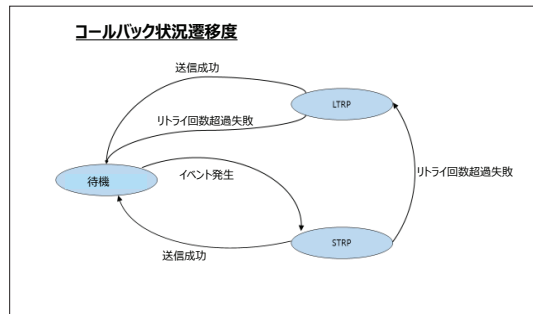 コールバック状況遷移度
送信成功
LTRP
リトライ回数超過失敗
待機
イベント発生
リトライ回数超過失敗
STRP
送信成功